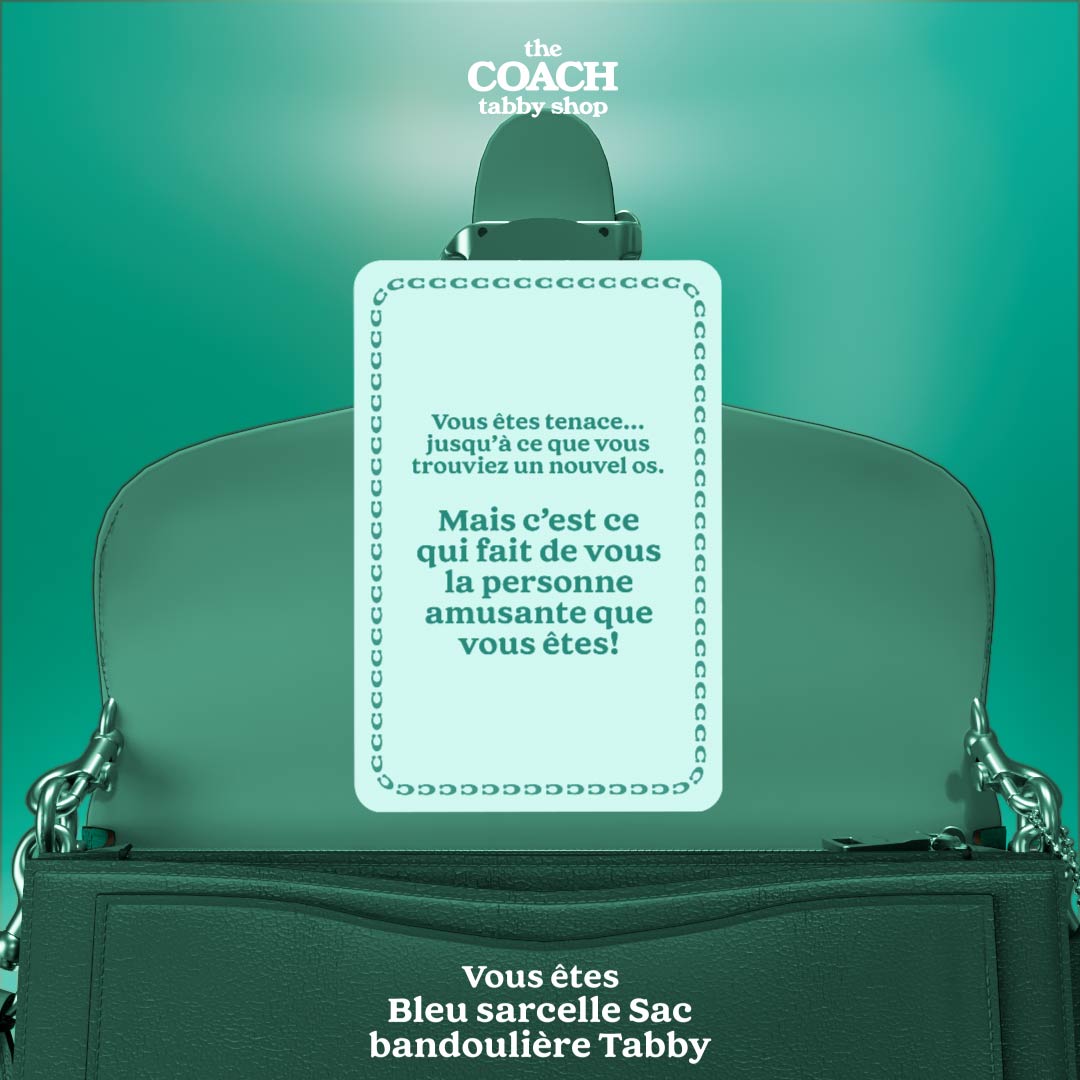 the
COACH
tabby shop
Vous êtes tenace...
jusqu'à ce que vous
trouviez un nouvel os.
Mais c'est ce
qui fait de vous
la personne
amusante que
vous êtes!
Vous êtes
Bleu sarcelle Sac
bandoulière Tabby